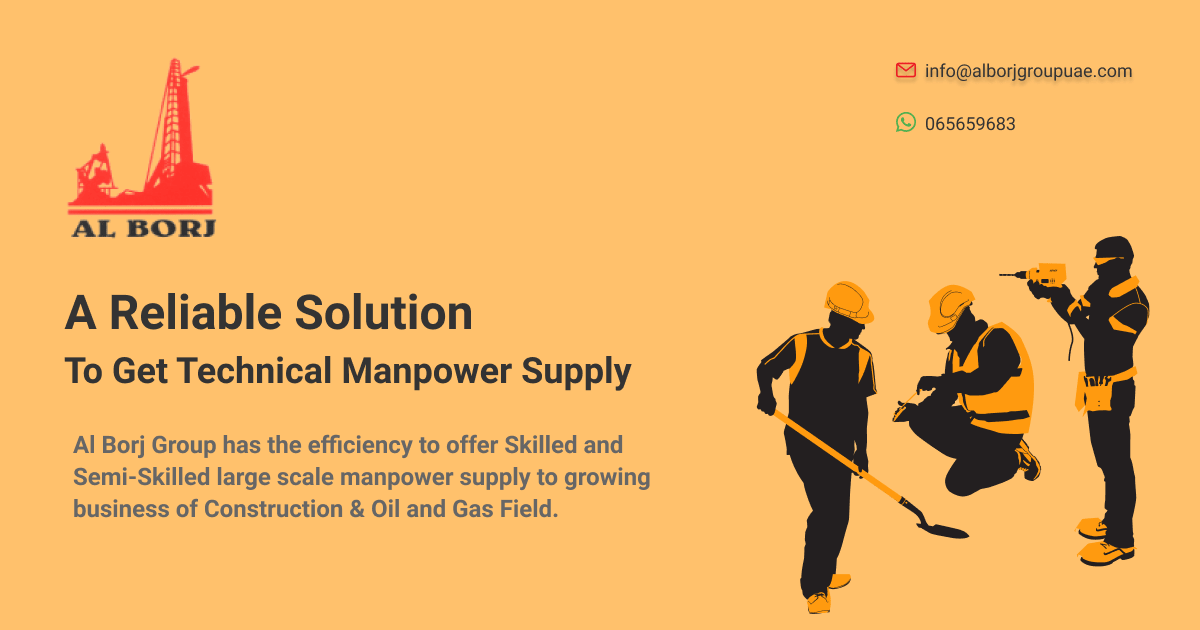 AL BORJ
info@alborjgroupuae.com
065659683
A Reliable Solution
To Get Technical Manpower Supply
Al Borj Group has the efficiency to offer Skilled and
Semi-Skilled large scale manpower supply to growing
business of Construction & Oil and Gas Field.